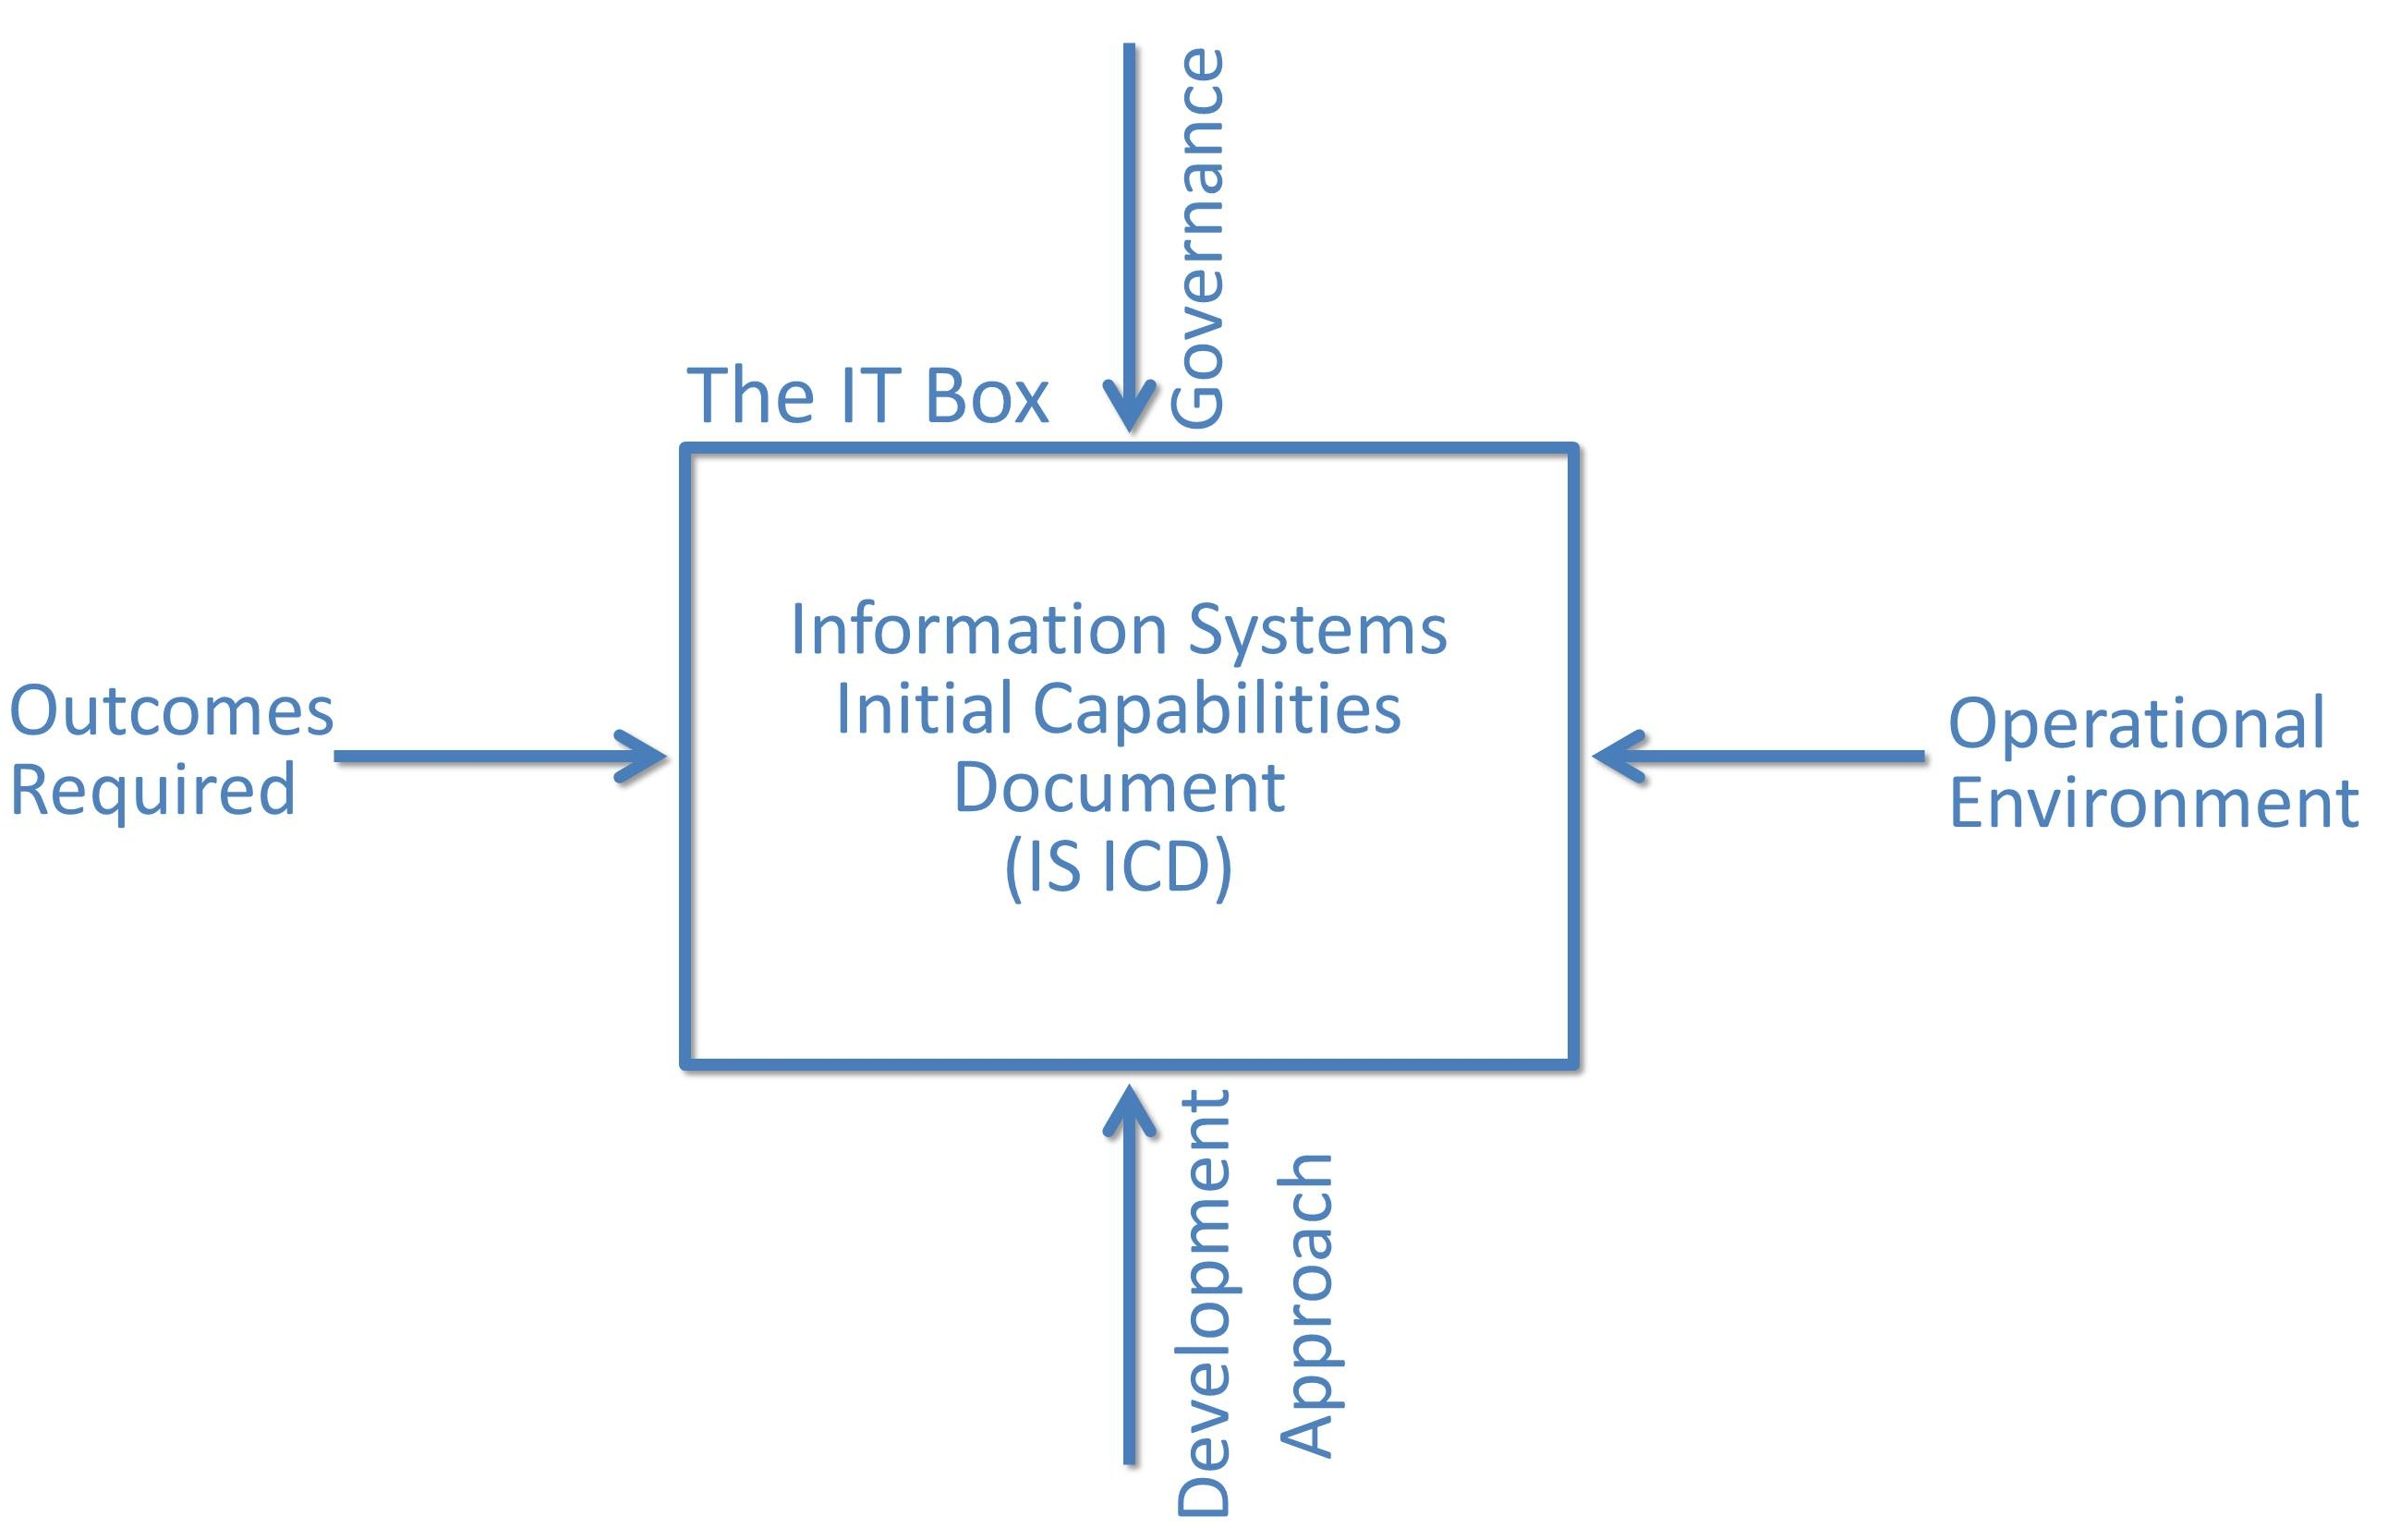 Governance
The IT Box
Information Systems
Initial Capabilities
Document
(IS ICD)
Outcomes
Required
Operational
Environment
Development
Approach